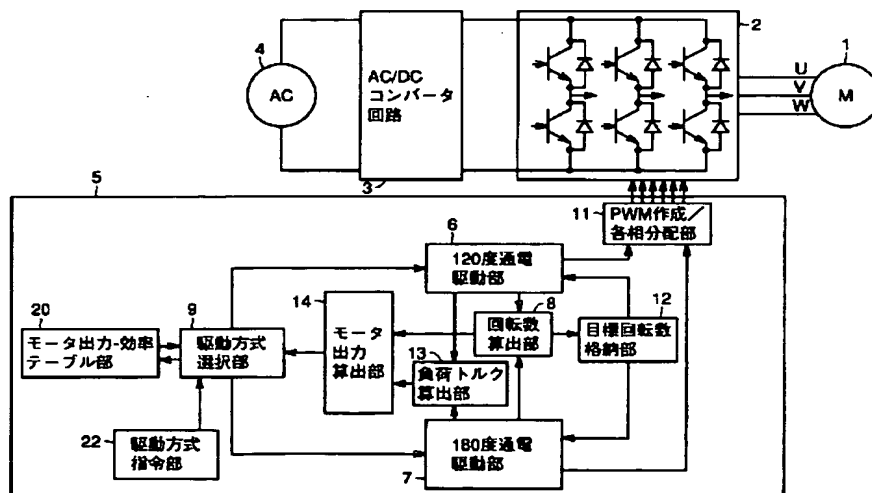 4
AC
AC/DC
コンバータ
回路
3
2
U
V
W
1
M
5
11
PWM作成／
各相分配部
6
120度通電
駆動部
14
モータ
出力
算出部
8
回転数
算出部
12
目標回転数
格納部
20
モータ出力-効率
テーブル部
9
駆動方式
選択部
13
負荷トルク
算出部
22
駆動方式
指令部
180度通電
駆動部
7